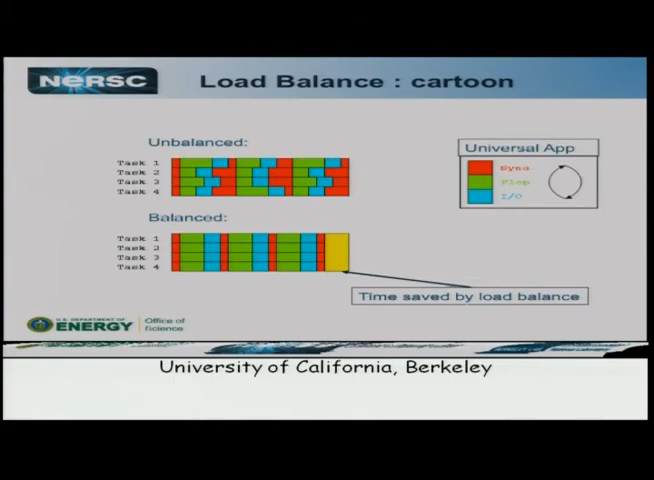 NERSC
Load Balance : cartoon
Unbalanced:
Task 1
Task 2
Task 3
Task 4
Universal App
Sync
Flop
I/O
Balanced:
Task 1
Task 2
Task 3
Task 4
Time saved by load balance
U.S. DEPARTMENT OF
ENERGY
Office of
Science
University of California, Berkeley